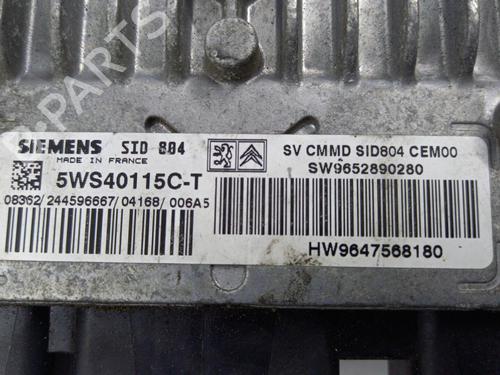 PARTS
SIEMENS SID 804
MADE IN FRANCE
5WS40115C-T
08362/244596667/04168/006A5
SV CMMD SID804 CEM00
SW9652890280
HW9647568180